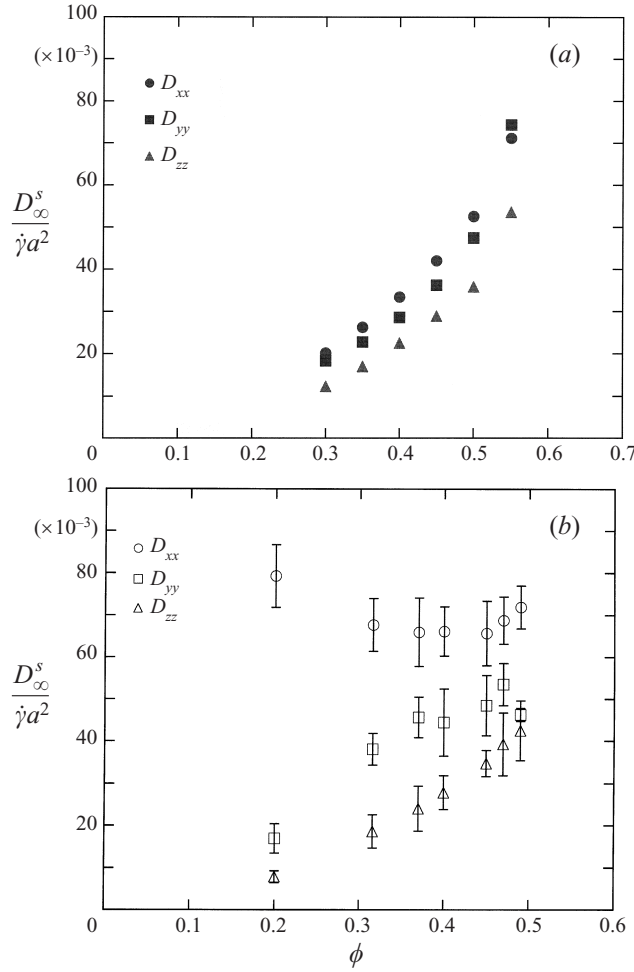 100
(×10⁻³)
(a)
D_xx
80
D_yy
D_zz
60
D^s_∞
γ̇a²
40
20
0 0.1 0.2 0.3 0.4 0.5 0.6 0.7
100
(×10⁻³)
(b)
D_xx
80
D_yy
D_zz
60
D^s_∞
γ̇a²
40
20
0 0.1 0.2 0.3 0.4 0.5 0.6
ϕ